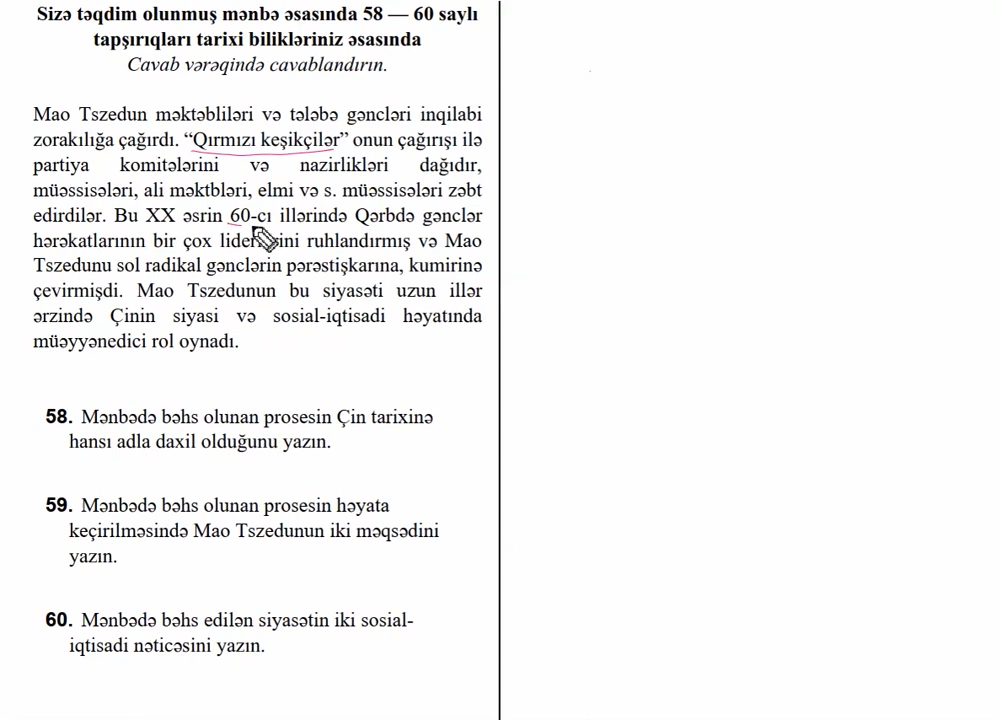 Sizə təqdim olunmuş mənbə əsasında 58 — 60 saylı
tapşırıqları tarixi bilikləriniz əsasında
Cavab vərəqində cavablandırın.
Mao Tszedun məktəbliləri və tələbə gəncləri inqilabi
zorakılığa çağırdı. “Qırmızı keşikçilər” onun çağırışı ilə
partiya komitələrini və nazirlikləri dağıdır,
müəssisələri, ali məktbləri, elmi və s. müəssisələri zəbt
edirdilər. Bu XX əsrin 60-cı illərində Qərbdə gənclər
hərəkatlarının bir çox ruhlandırmış və Mao
Tszedunu sol radikal gənclərin pərəstişkarına, kumirinə
çevirmişdi. Mao Tszedunun bu siyasəti uzun illər
ərzində Çinin siyasi və sosial-iqtisadi həyatında
müəyyənedici rol oynadı.
58. Mənbədə bəhs olunan prosesin Çin tarixinə
hansı adla daxil olduğunu yazın.
59. Mənbədə bəhs olunan prosesin həyata
keçirilməsində Mao Tszedunun iki məqsədini
yazın.
60. Mənbədə bəhs edilən siyasətin iki sosial-
iqtisadi nəticəsini yazın.